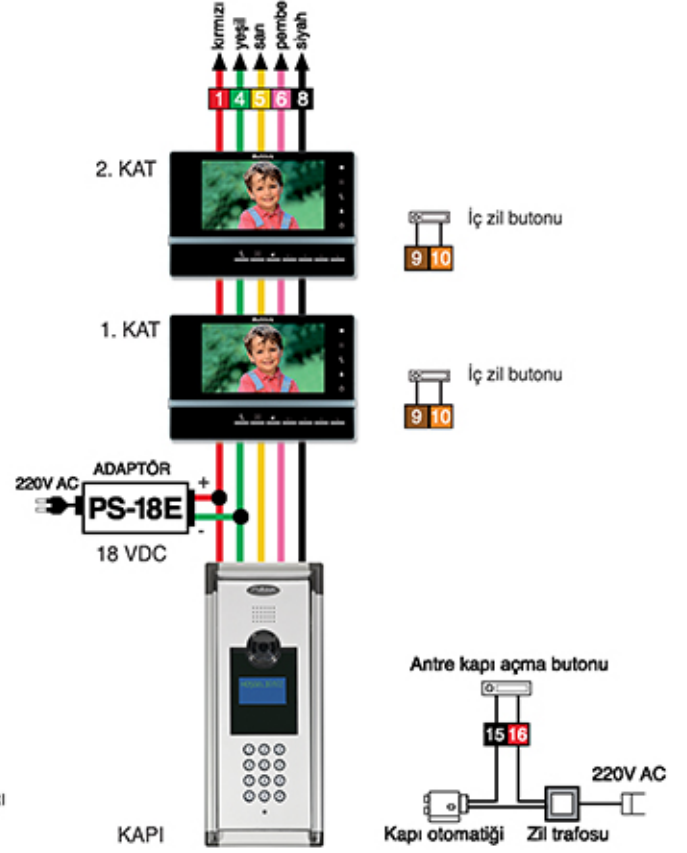 kırmızı
yeşil
sarı
pembe
siyah
1 4 5 6 8
2. KAT
İç zil butonu
9 10
1. KAT
İç zil butonu
9 10
ADAPTÖR
220V AC
+
PS-18E
-
18 VDC
Antre kapı açma butonu
15 16
220V AC
KAPI
Kapı otomatiği
Zil trafosu